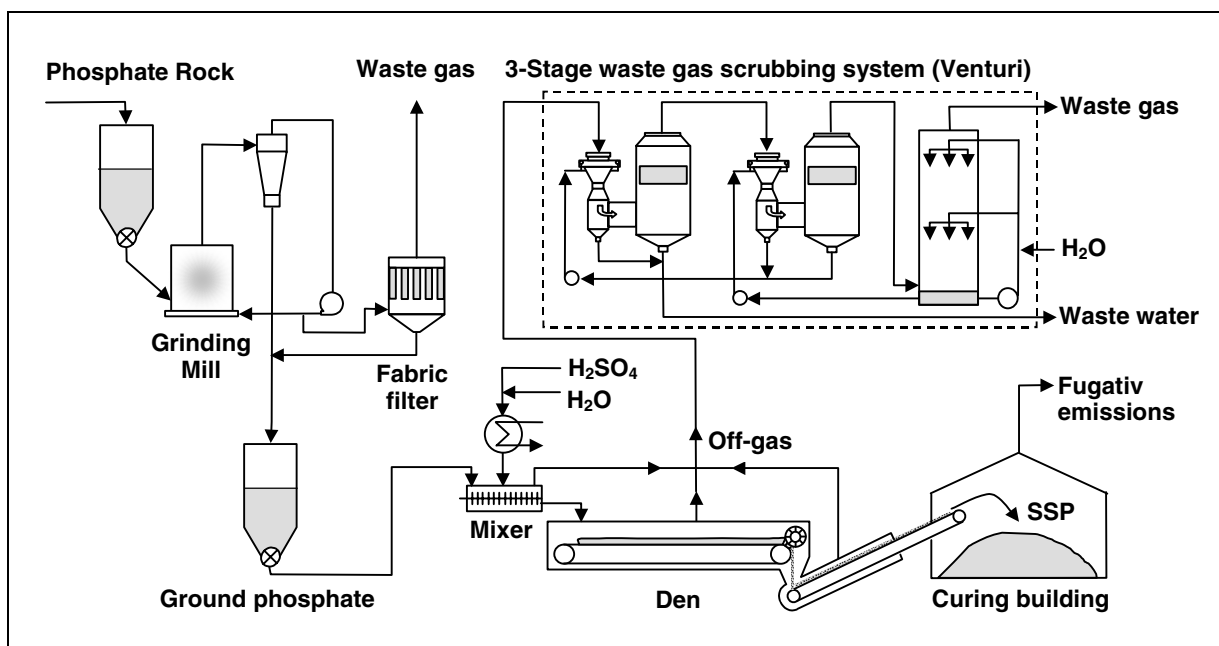 Phosphate Rock
Waste gas
3-Stage waste gas scrubbing system (Venturi)
Waste gas
H₂O
Waste water
Grinding
Mill
Fabric
filter
H₂SO₄
H₂O
Fugativ
emissions
Off-gas
SSP
Mixer
Ground phosphate
Den
Curing building